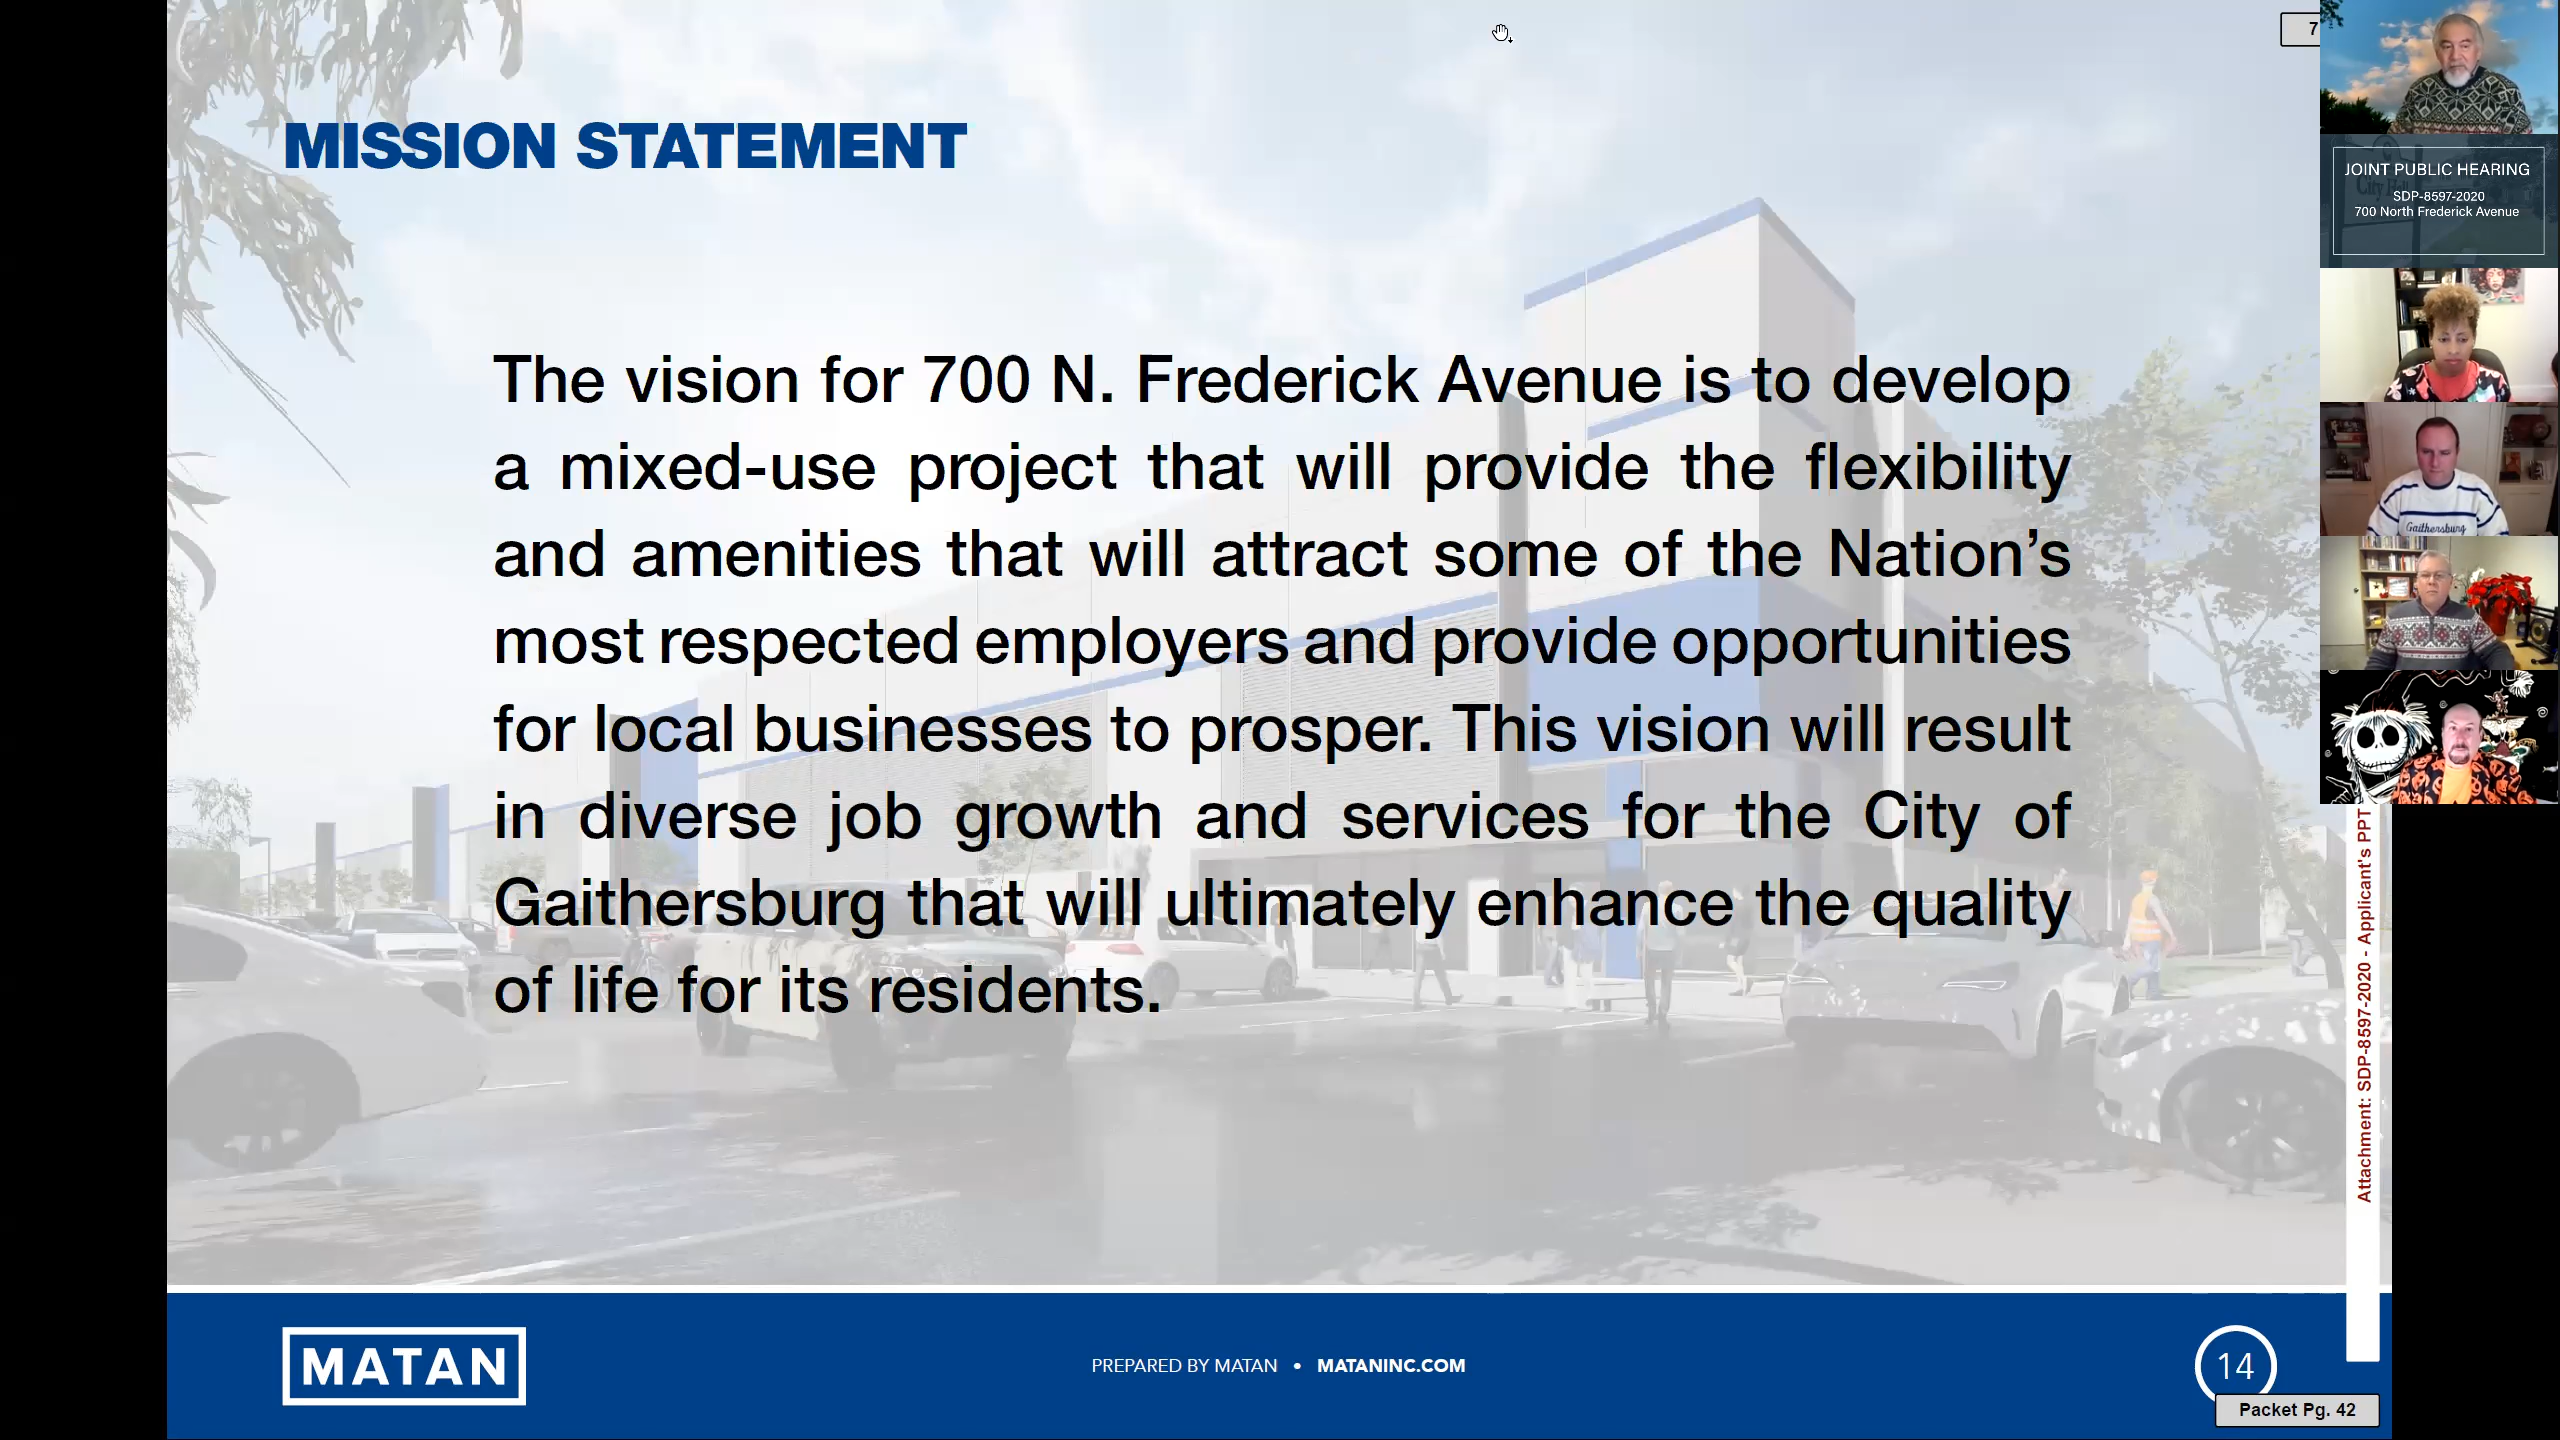 7
MISSION STATEMENT
JOINT PUBLIC HEARING
SDP-8597-2020
700 North Frederick Avenue
The vision for 700 N. Frederick Avenue is to develop
a mixed-use project that will provide the flexibility
and amenities that will attract some of the Nation’s
most respected employers and provide opportunities
for local businesses to prosper. This vision will result
in diverse job growth and services for the City of
Gaithersburg that will ultimately enhance the quality
of life for its residents.
Gaithersburg
Attachment: SDP-8597-2020 - Applicant's PPT
MATAN
PREPARED BY MATAN • MATANINC.COM
14
Packet Pg. 42